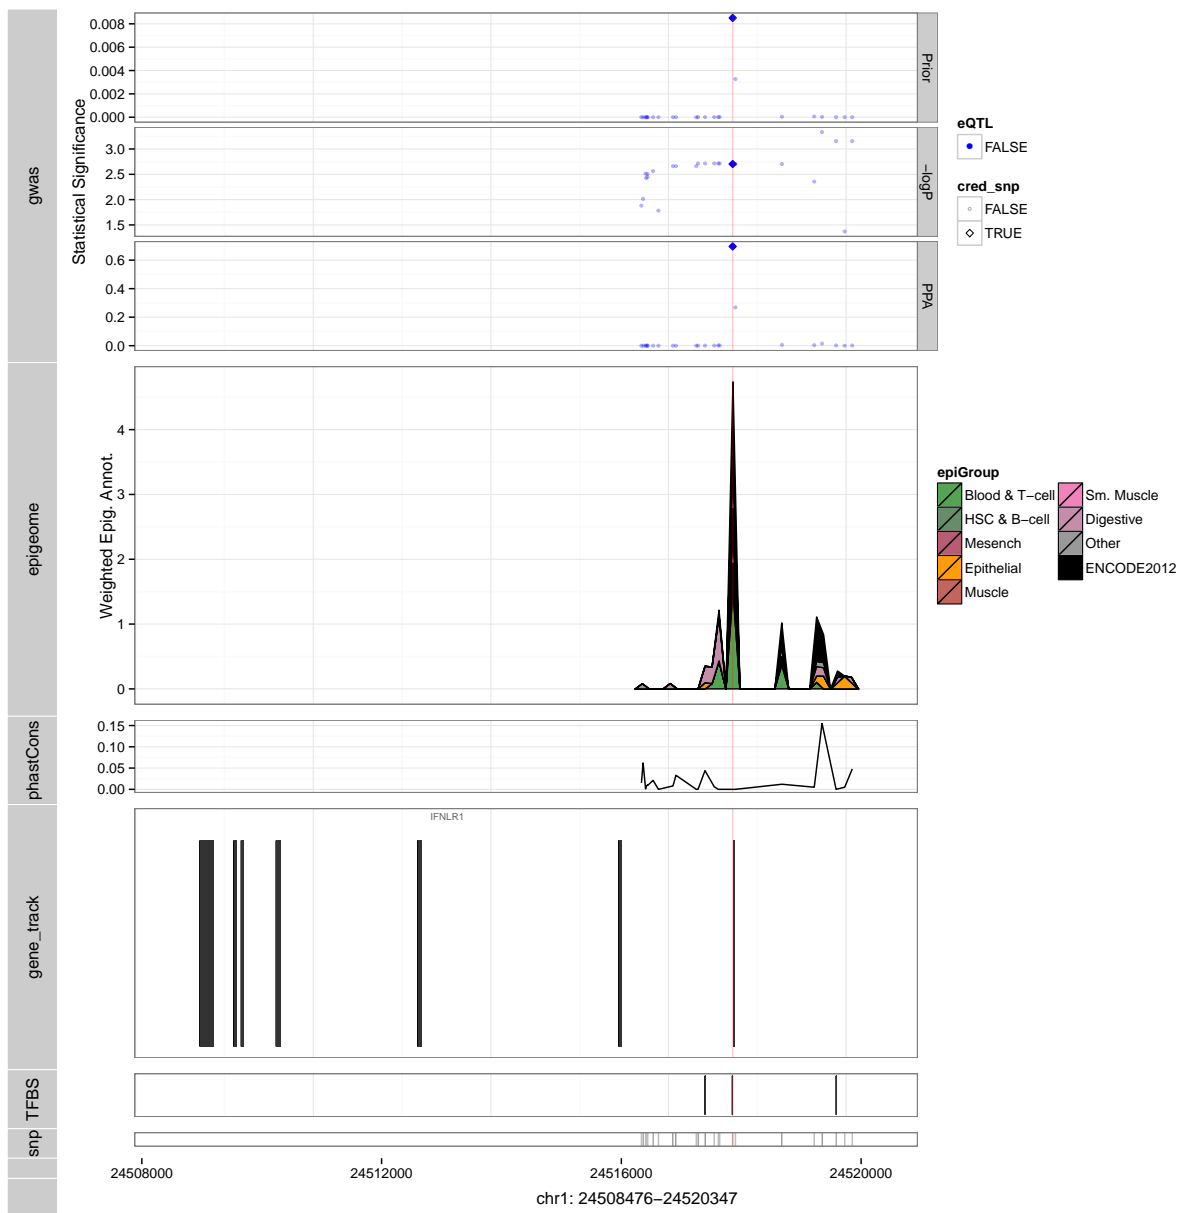 gwas
Statistical Significance
0.008
0.006
0.004
0.002
0.000
Prior
3.0
2.5
2.0
1.5
−logP
0.6
0.4
0.2
0.0
PPA
eQTL
FALSE
cred_snp
FALSE
TRUE
epigeome
Weighted Epig. Annot.
4
3
2
1
0
epiGroup
Blood & T−cell
HSC & B−cell
Mesench
Epithelial
Muscle
Sm. Muscle
Digestive
Other
ENCODE2012
phastCons
0.15
0.10
0.05
0.00
gene_track
IFNLR1
TFBS
snp
24508000
24512000
24516000
24520000
chr1: 24508476−24520347